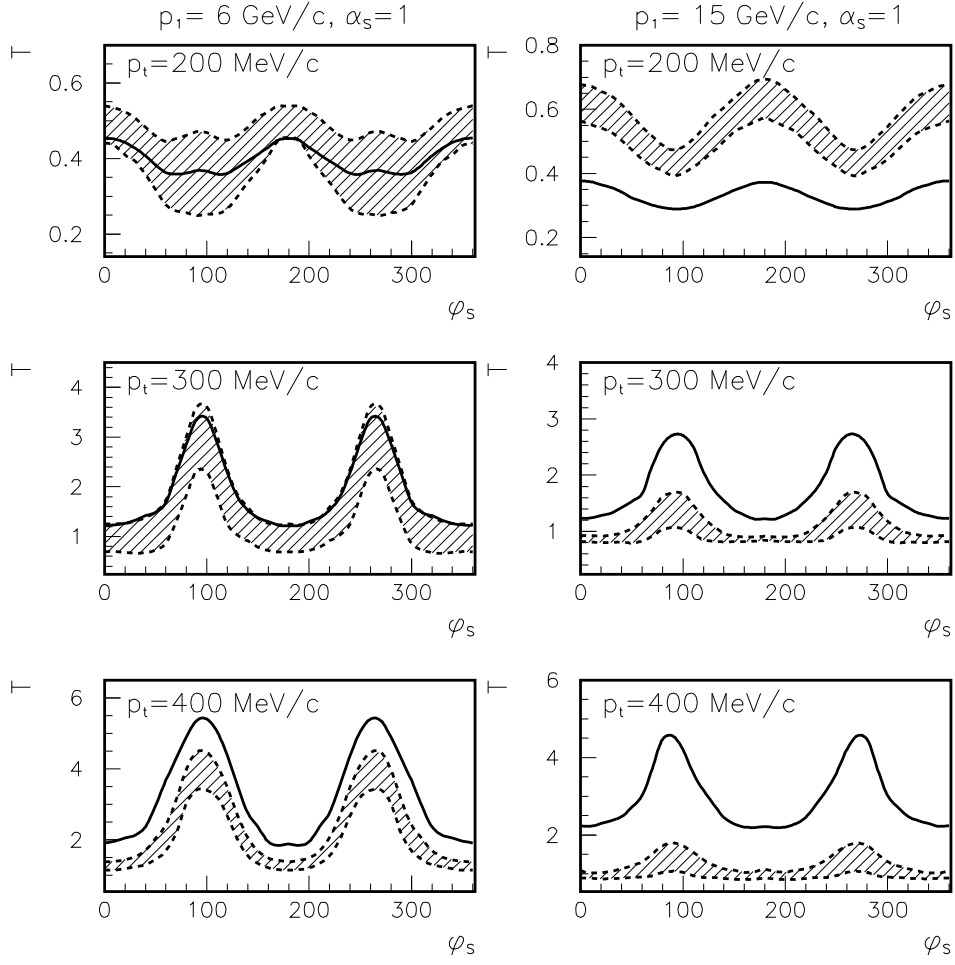 p₁= 6 GeV/c, αₛ=1
p₁= 15 GeV/c, αₛ=1
T
pₜ=200 MeV/c
0.6
0.4
0.2
0 100 200 300
φₛ
T
pₜ=200 MeV/c
0.8
0.6
0.4
0.2
0 100 200 300
φₛ
T
pₜ=300 MeV/c
4
3
2
1
0 100 200 300
φₛ
T
pₜ=300 MeV/c
4
3
2
1
0 100 200 300
φₛ
T
pₜ=400 MeV/c
6
4
2
0 100 200 300
φₛ
T
pₜ=400 MeV/c
6
4
2
0 100 200 300
φₛ